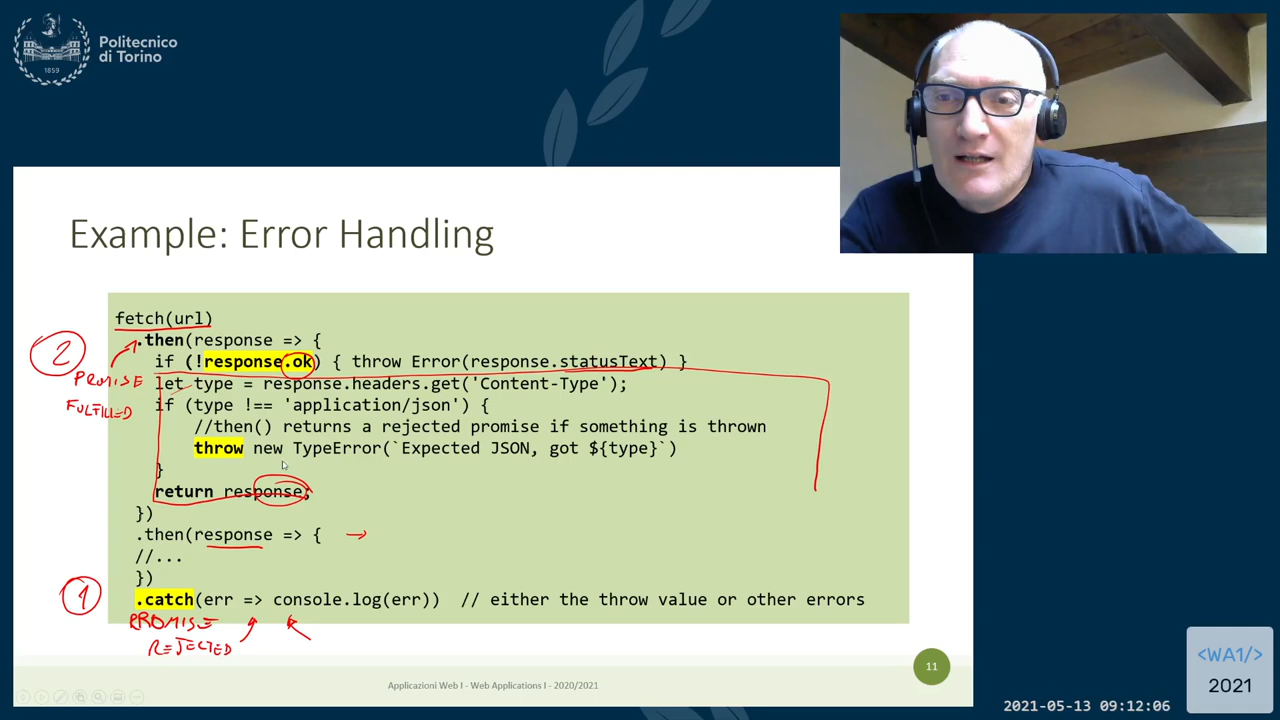 Politecnico
di Torino
1859
Example: Error Handling
fetch(url)
.then(response => {
if (!response.ok) { throw Error(response.statusText) }
let type = response.headers.get('Content-Type');
if (type !== 'application/json') {
//then() returns a rejected promise if something is thrown
throw new TypeError(`Expected JSON, got ${type}`)
}
return response;
})
.then(response => {
//...
})
.catch(err => console.log(err)) // either the throw value or other errors
2
PROMISE
FULFILLED
1
PROMISE
REJECTED
11
Applicazioni Web I - Web Applications I - 2020/2021
<WA1/>
2021
2021-05-13 09:12:06